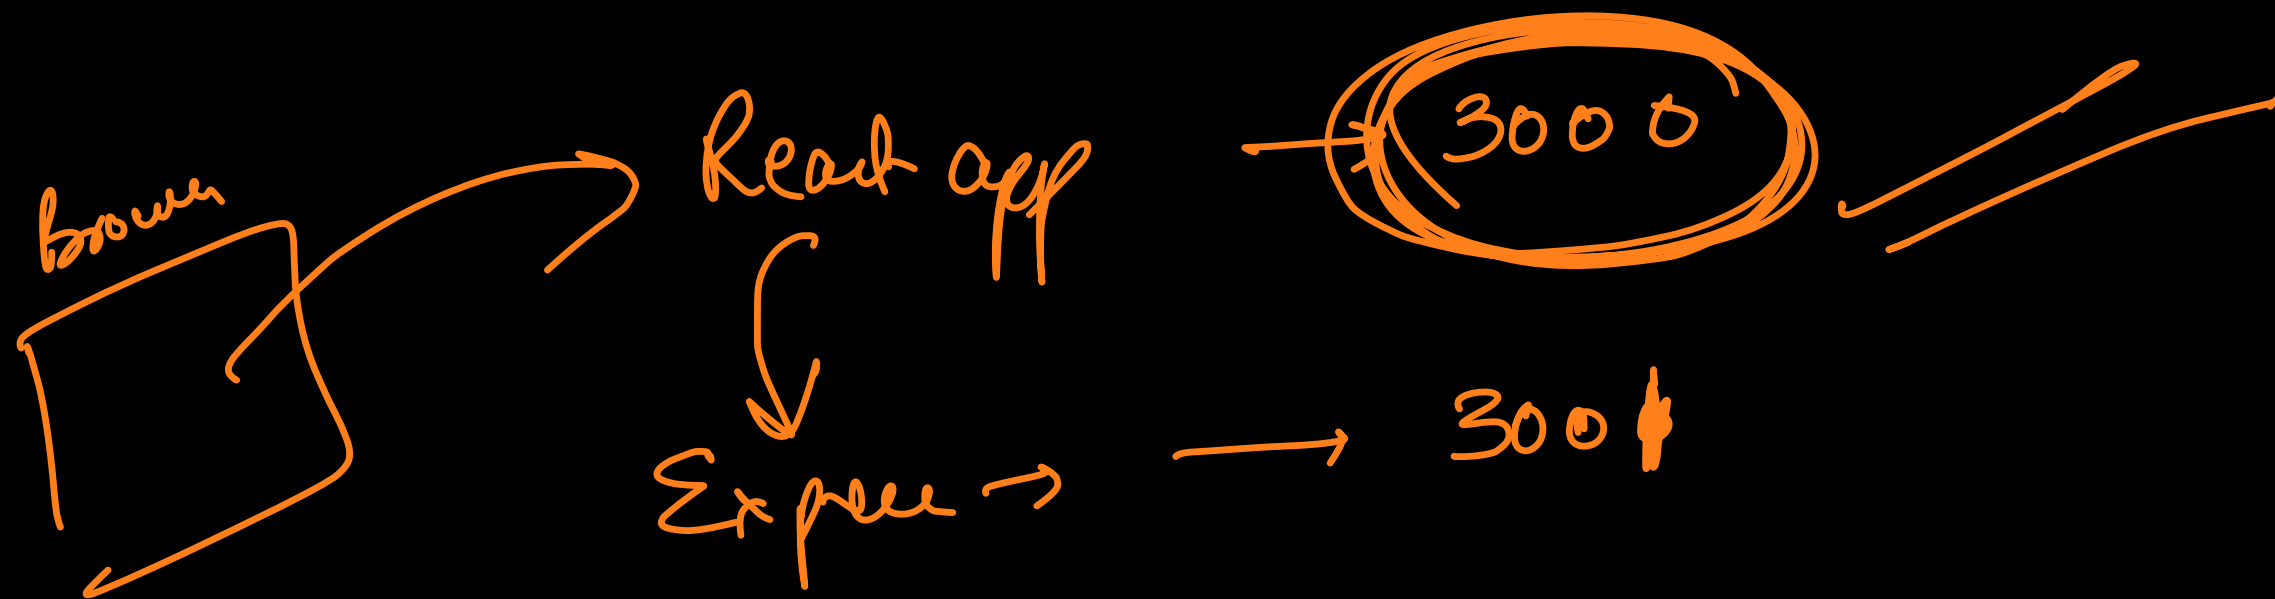 Browser
React app → 3000
Express → → 3001